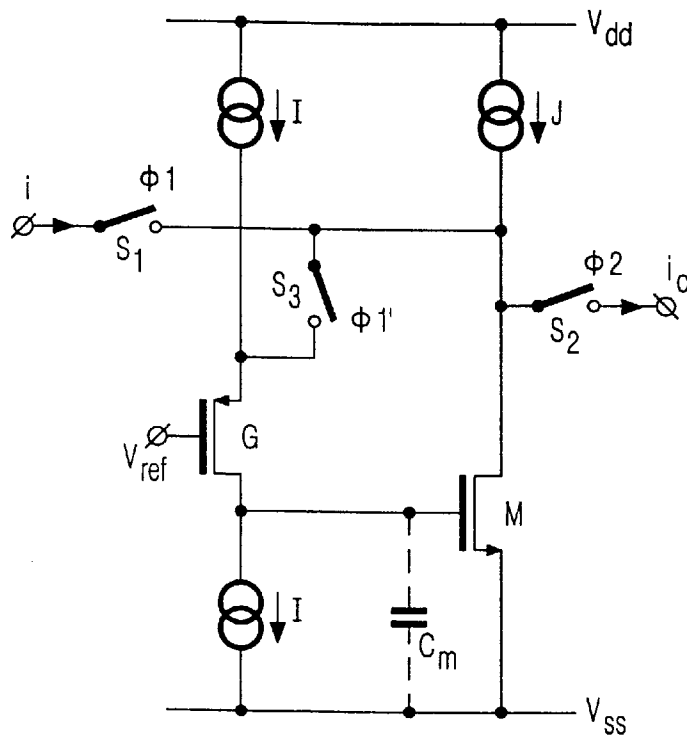 V_dd
I
J
i
Φ1
S_1
S_3
Φ1'
Φ2
i_o
S_2
V_ref
G
M
I
C_m
V_ss